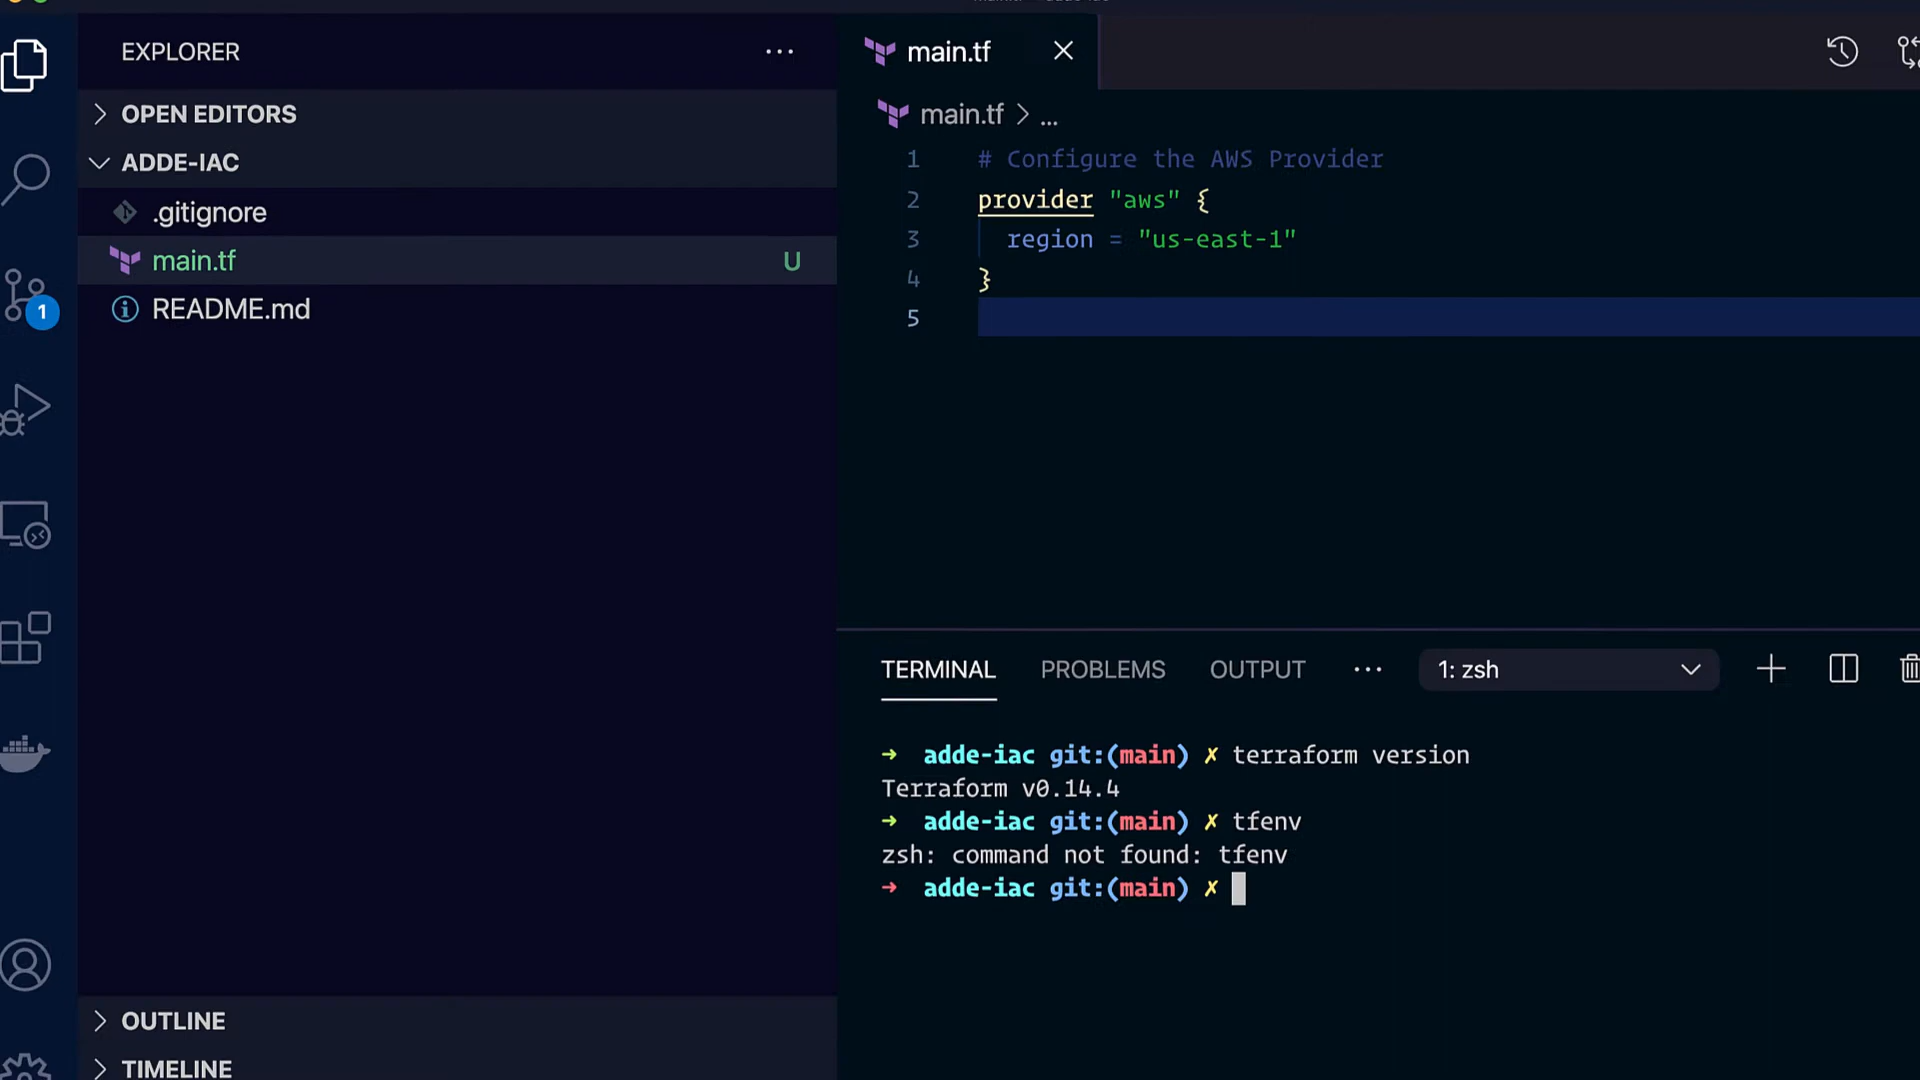 EXPLORER
OPEN EDITORS
ADDE-IAC
.gitignore
main.tf U
README.md
1
OUTLINE
TIMELINE
main.tf
main.tf > ...
1 # Configure the AWS Provider
2 provider "aws" {
3 region = "us-east-1"
4 }
5
TERMINAL PROBLEMS OUTPUT ... 1: zsh
➜ adde-iac git:(main) ✗ terraform version
Terraform v0.14.4
➜ adde-iac git:(main) ✗ tfenv
zsh: command not found: tfenv
➜ adde-iac git:(main) ✗